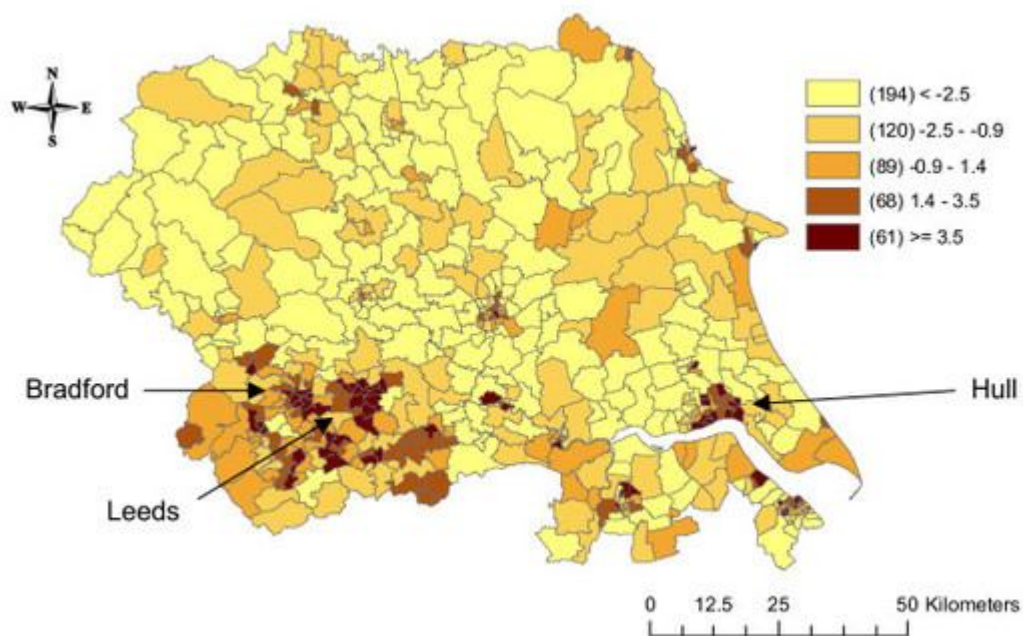 N
W E
S
(194) < -2.5
(120) -2.5 - -0.9
(89) -0.9 - 1.4
(68) 1.4 - 3.5
(61) >= 3.5
Bradford
Hull
Leeds
0 12.5 25 50 Kilometers